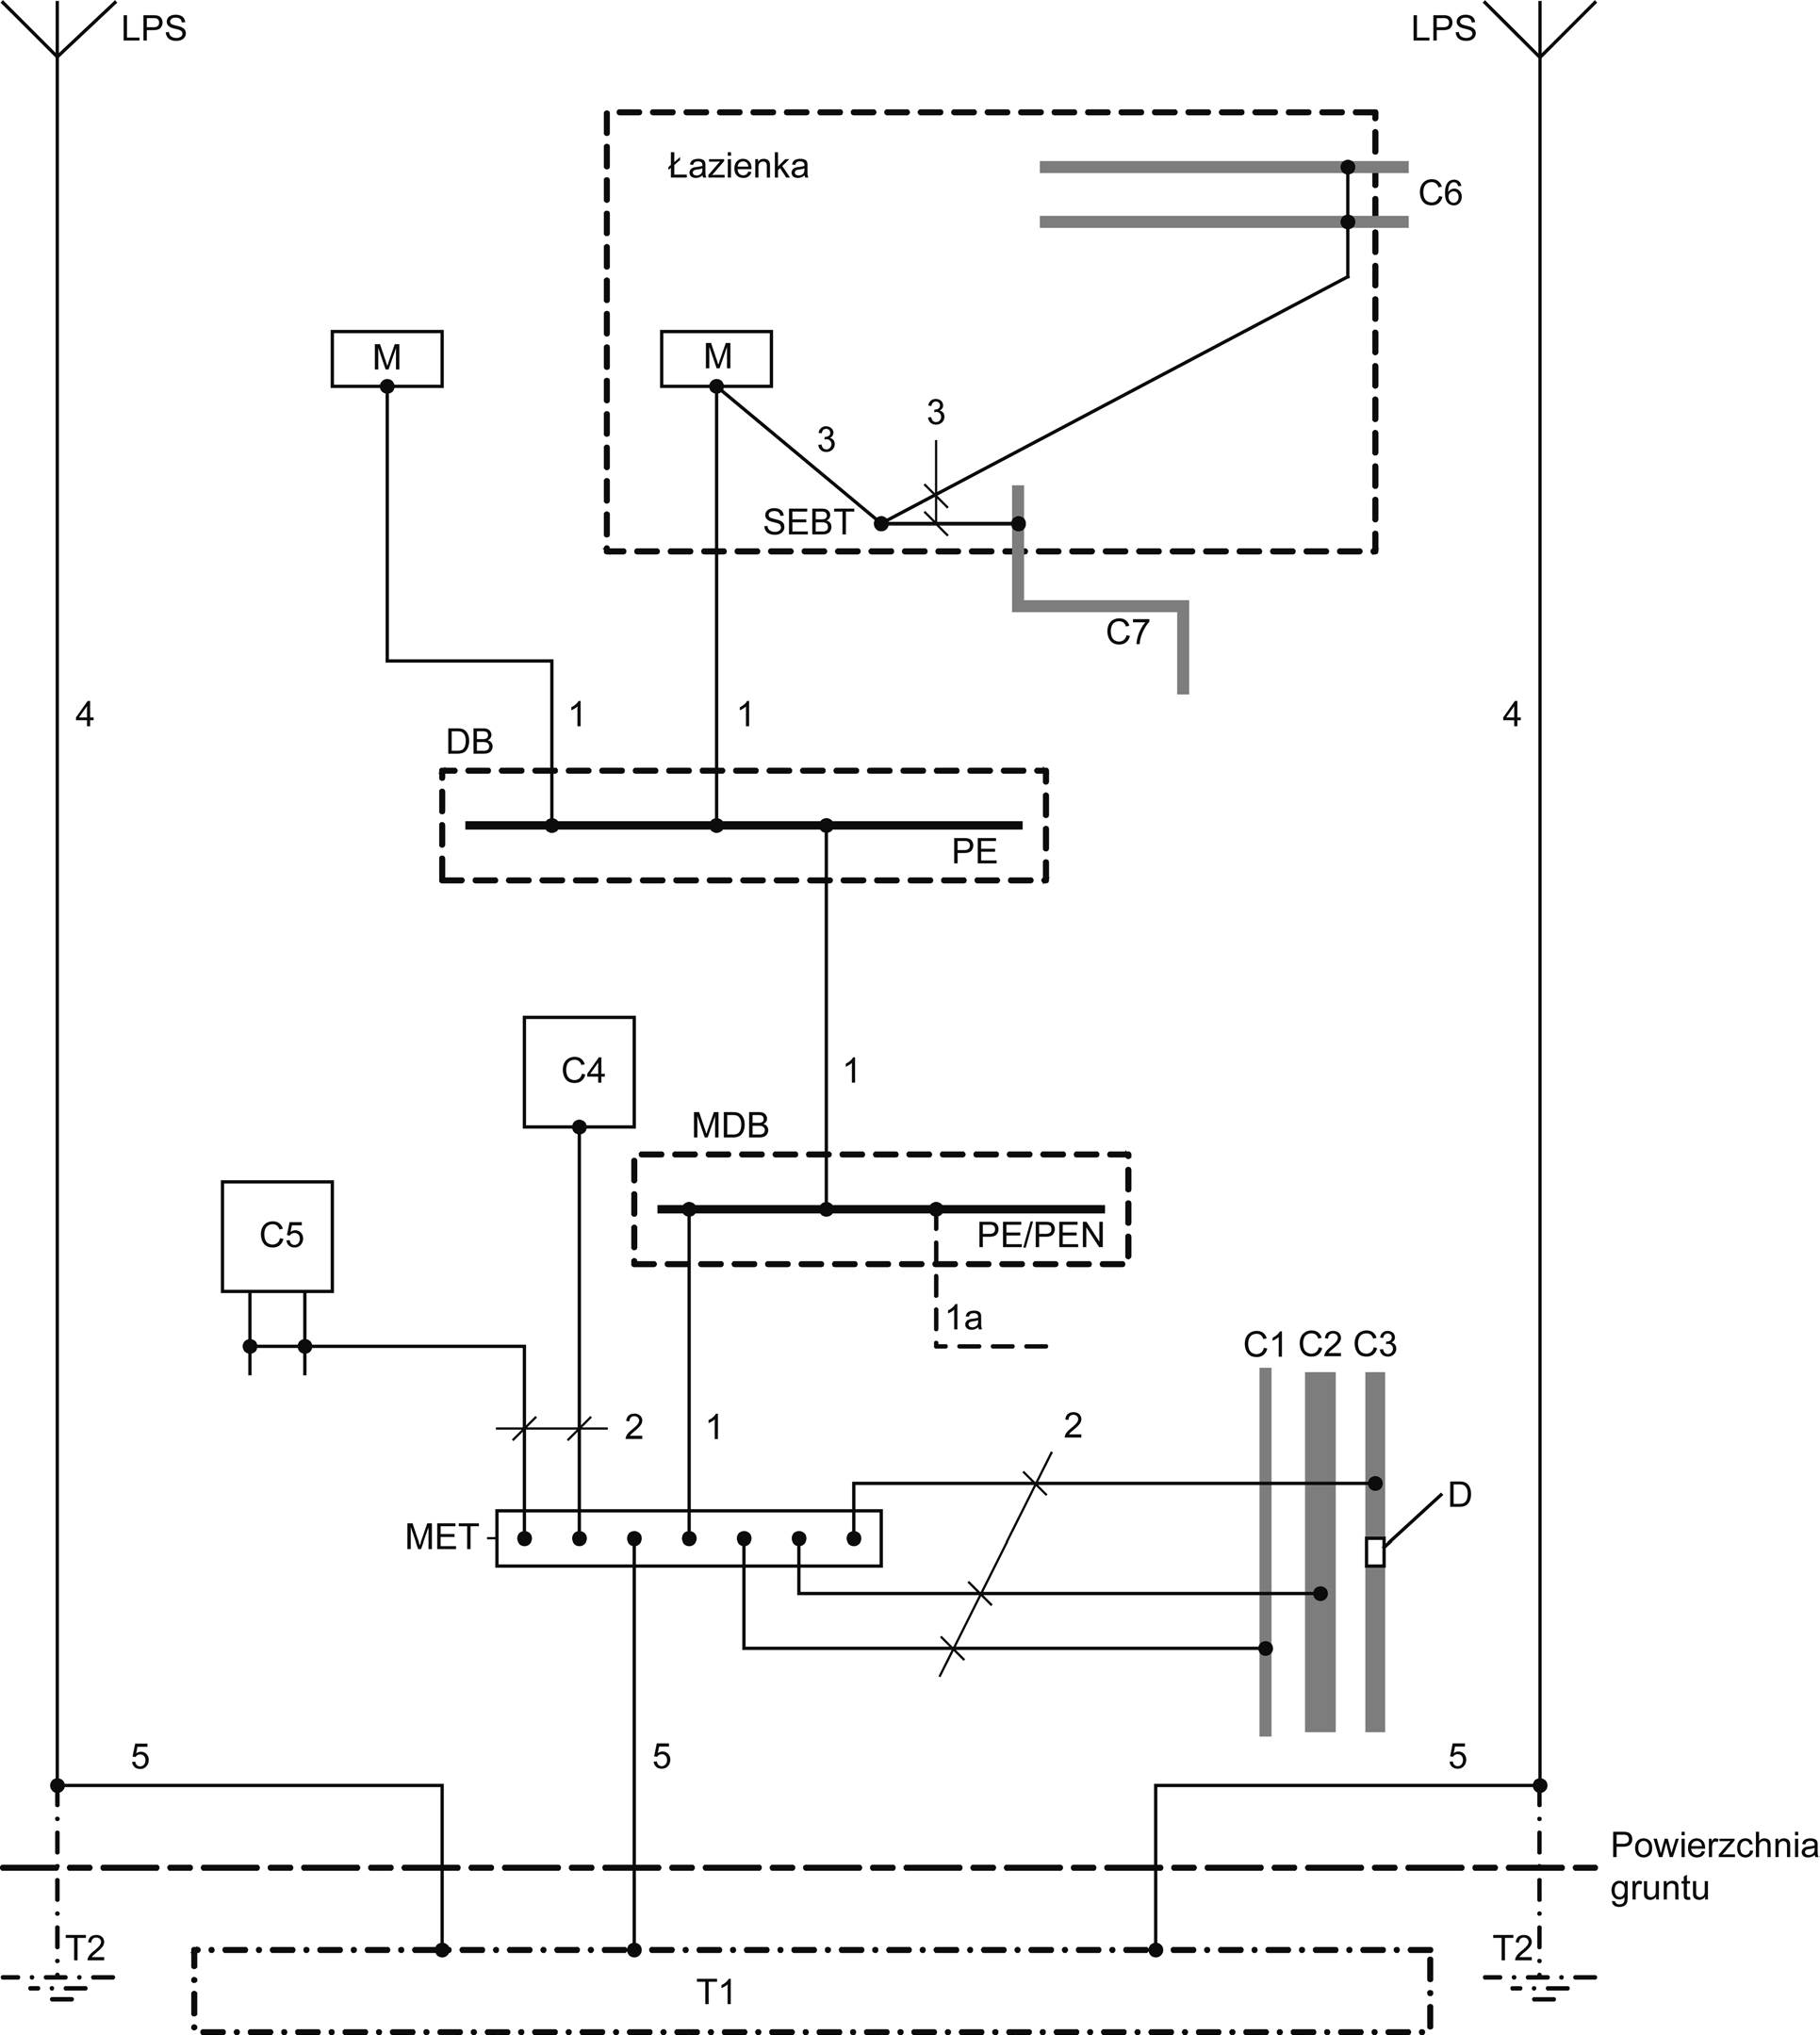 LPS
LPS
Łazienka
C6
M
M
3
3
SEBT
C7
4
1
1
4
DB
PE
C4
1
MDB
C5
PE/PEN
1a
C1
C2
C3
2
1
2
D
MET
5
5
5
Powierzchnia
gruntu
T2
T2
T1